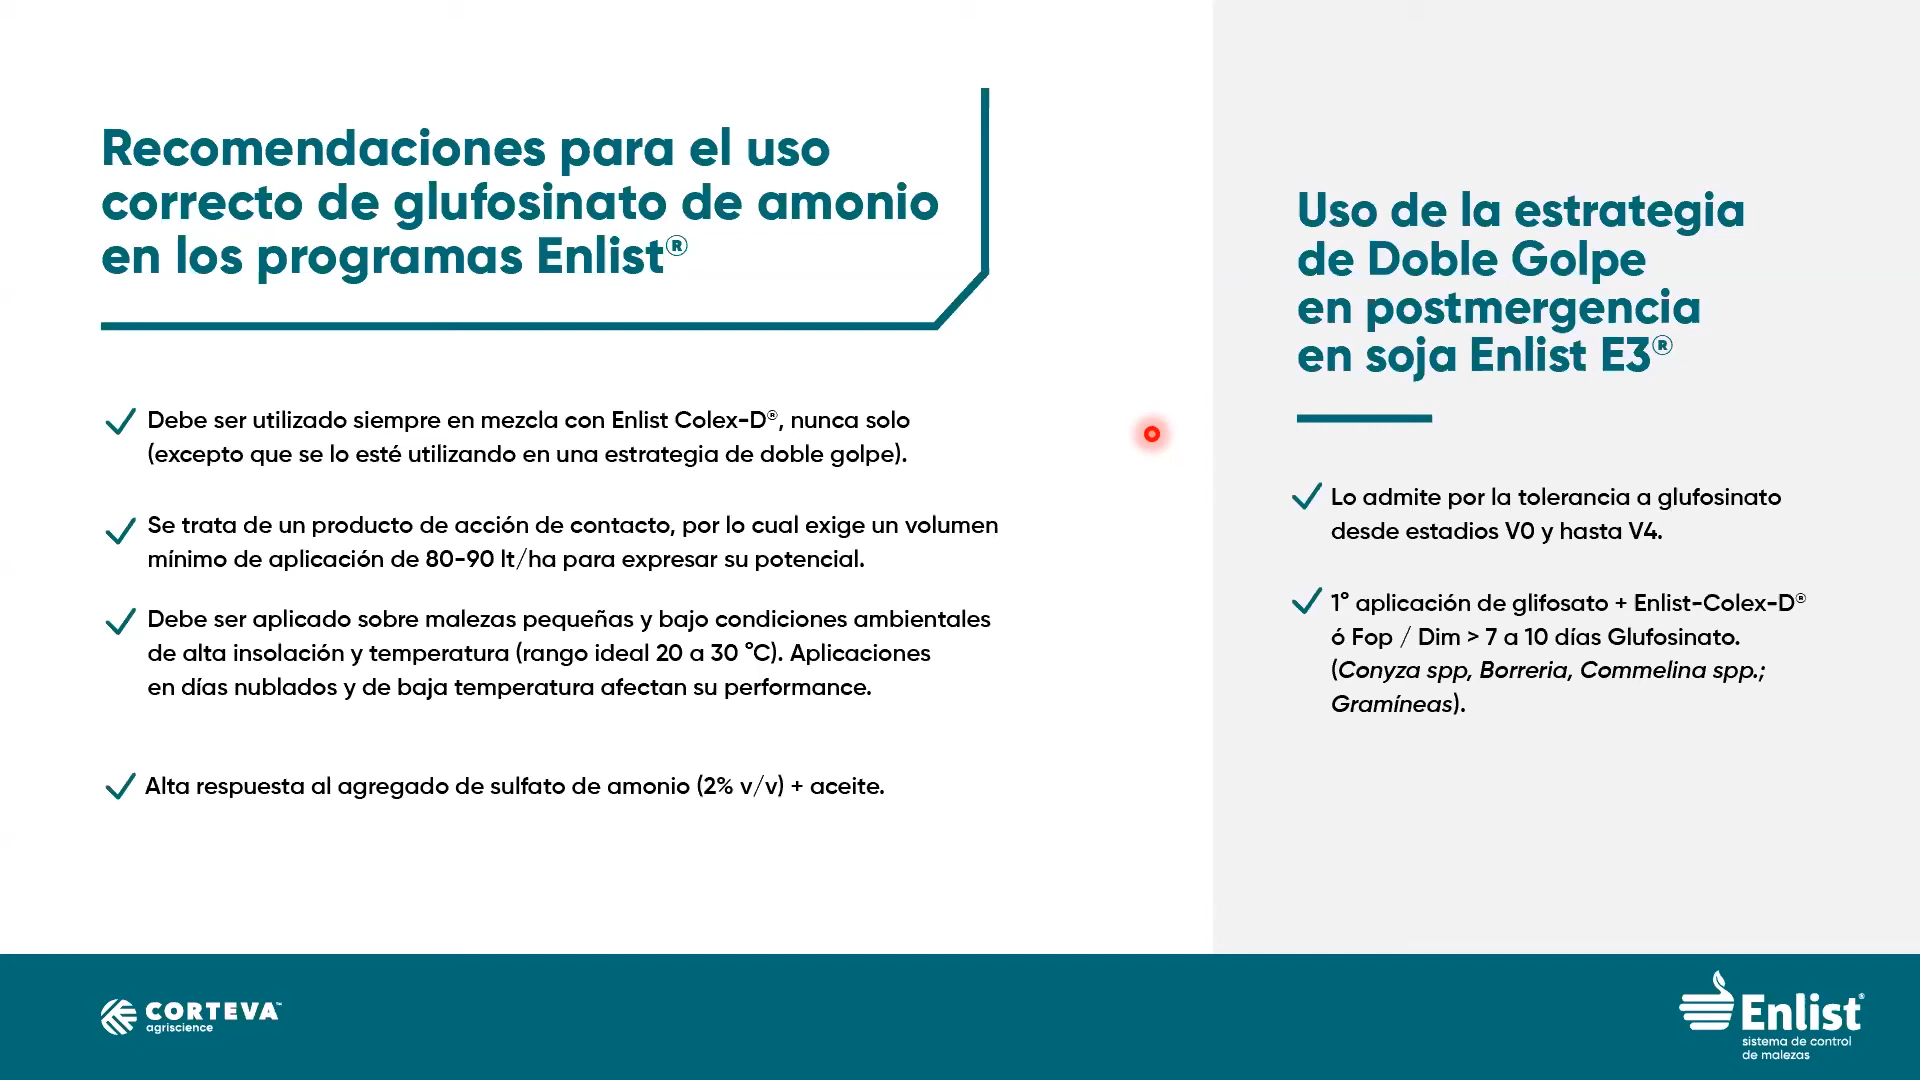 Recomendaciones para el uso
correcto de glufosinato de amonio
en los programas Enlist®
Debe ser utilizado siempre en mezcla con Enlist Colex-D®, nunca solo
(excepto que se lo esté utilizando en una estrategia de doble golpe).
Se trata de un producto de acción de contacto, por lo cual exige un volumen
mínimo de aplicación de 80-90 lt/ha para expresar su potencial.
Debe ser aplicado sobre malezas pequeñas y bajo condiciones ambientales
de alta insolación y temperatura (rango ideal 20 a 30 °C). Aplicaciones
en días nublados y de baja temperatura afectan su performance.
Alta respuesta al agregado de sulfato de amonio (2% v/v) + aceite.
Uso de la estrategia
de Doble Golpe
en postmergencia
en soja Enlist E3®
Lo admite por la tolerancia a glufosinato
desde estadios V0 y hasta V4.
1° aplicación de glifosato + Enlist-Colex-D®
ó Fop / Dim > 7 a 10 días Glufosinato.
(Conyza spp, Borreria, Commelina spp.;
Gramíneas).
CORTEVA™
agriscience
Enlist®
sistema de control
de malezas